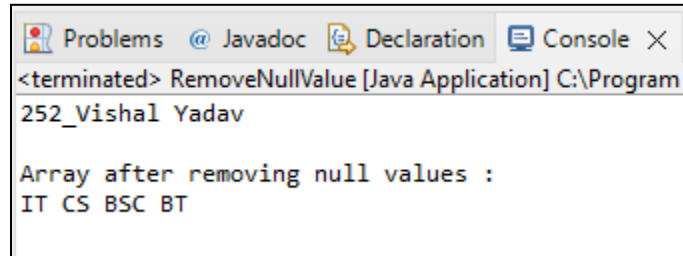 Problems @ Javadoc Declaration Console
<terminated> RemoveNullValue [Java Application] C:\Program
252_Vishal Yadav
Array after removing null values :
IT CS BSC BT